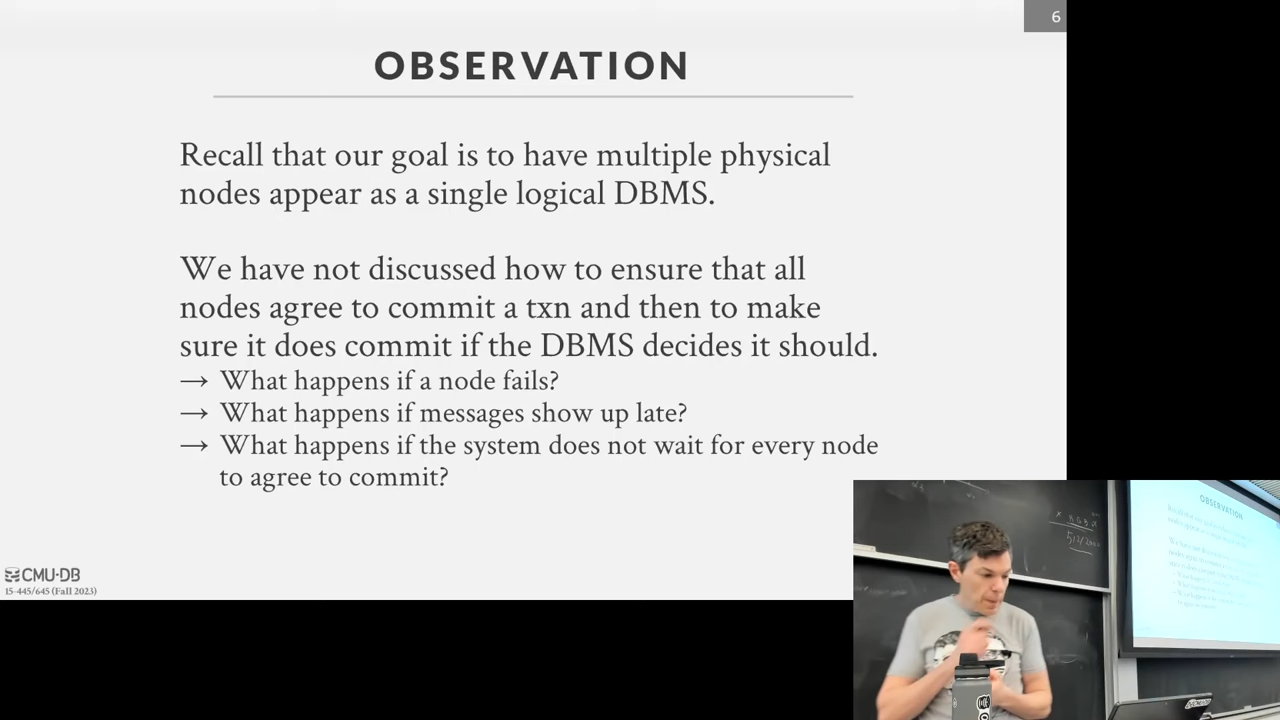 6
OBSERVATION
Recall that our goal is to have multiple physical
nodes appear as a single logical DBMS.
We have not discussed how to ensure that all
nodes agree to commit a txn and then to make
sure it does commit if the DBMS decides it should.
→ What happens if a node fails?
→ What happens if messages show up late?
→ What happens if the system does not wait for every node
to agree to commit?
CMU·DB
15-445/645 (Fall 2023)
OBSERVATION